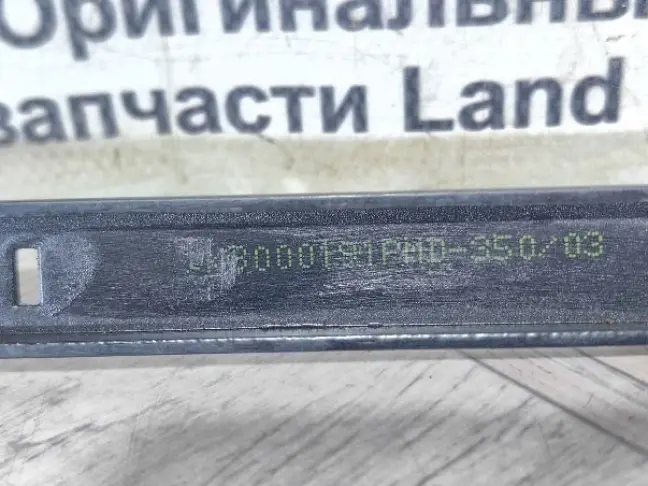 Оригинальны
запчасти Land
-350/03